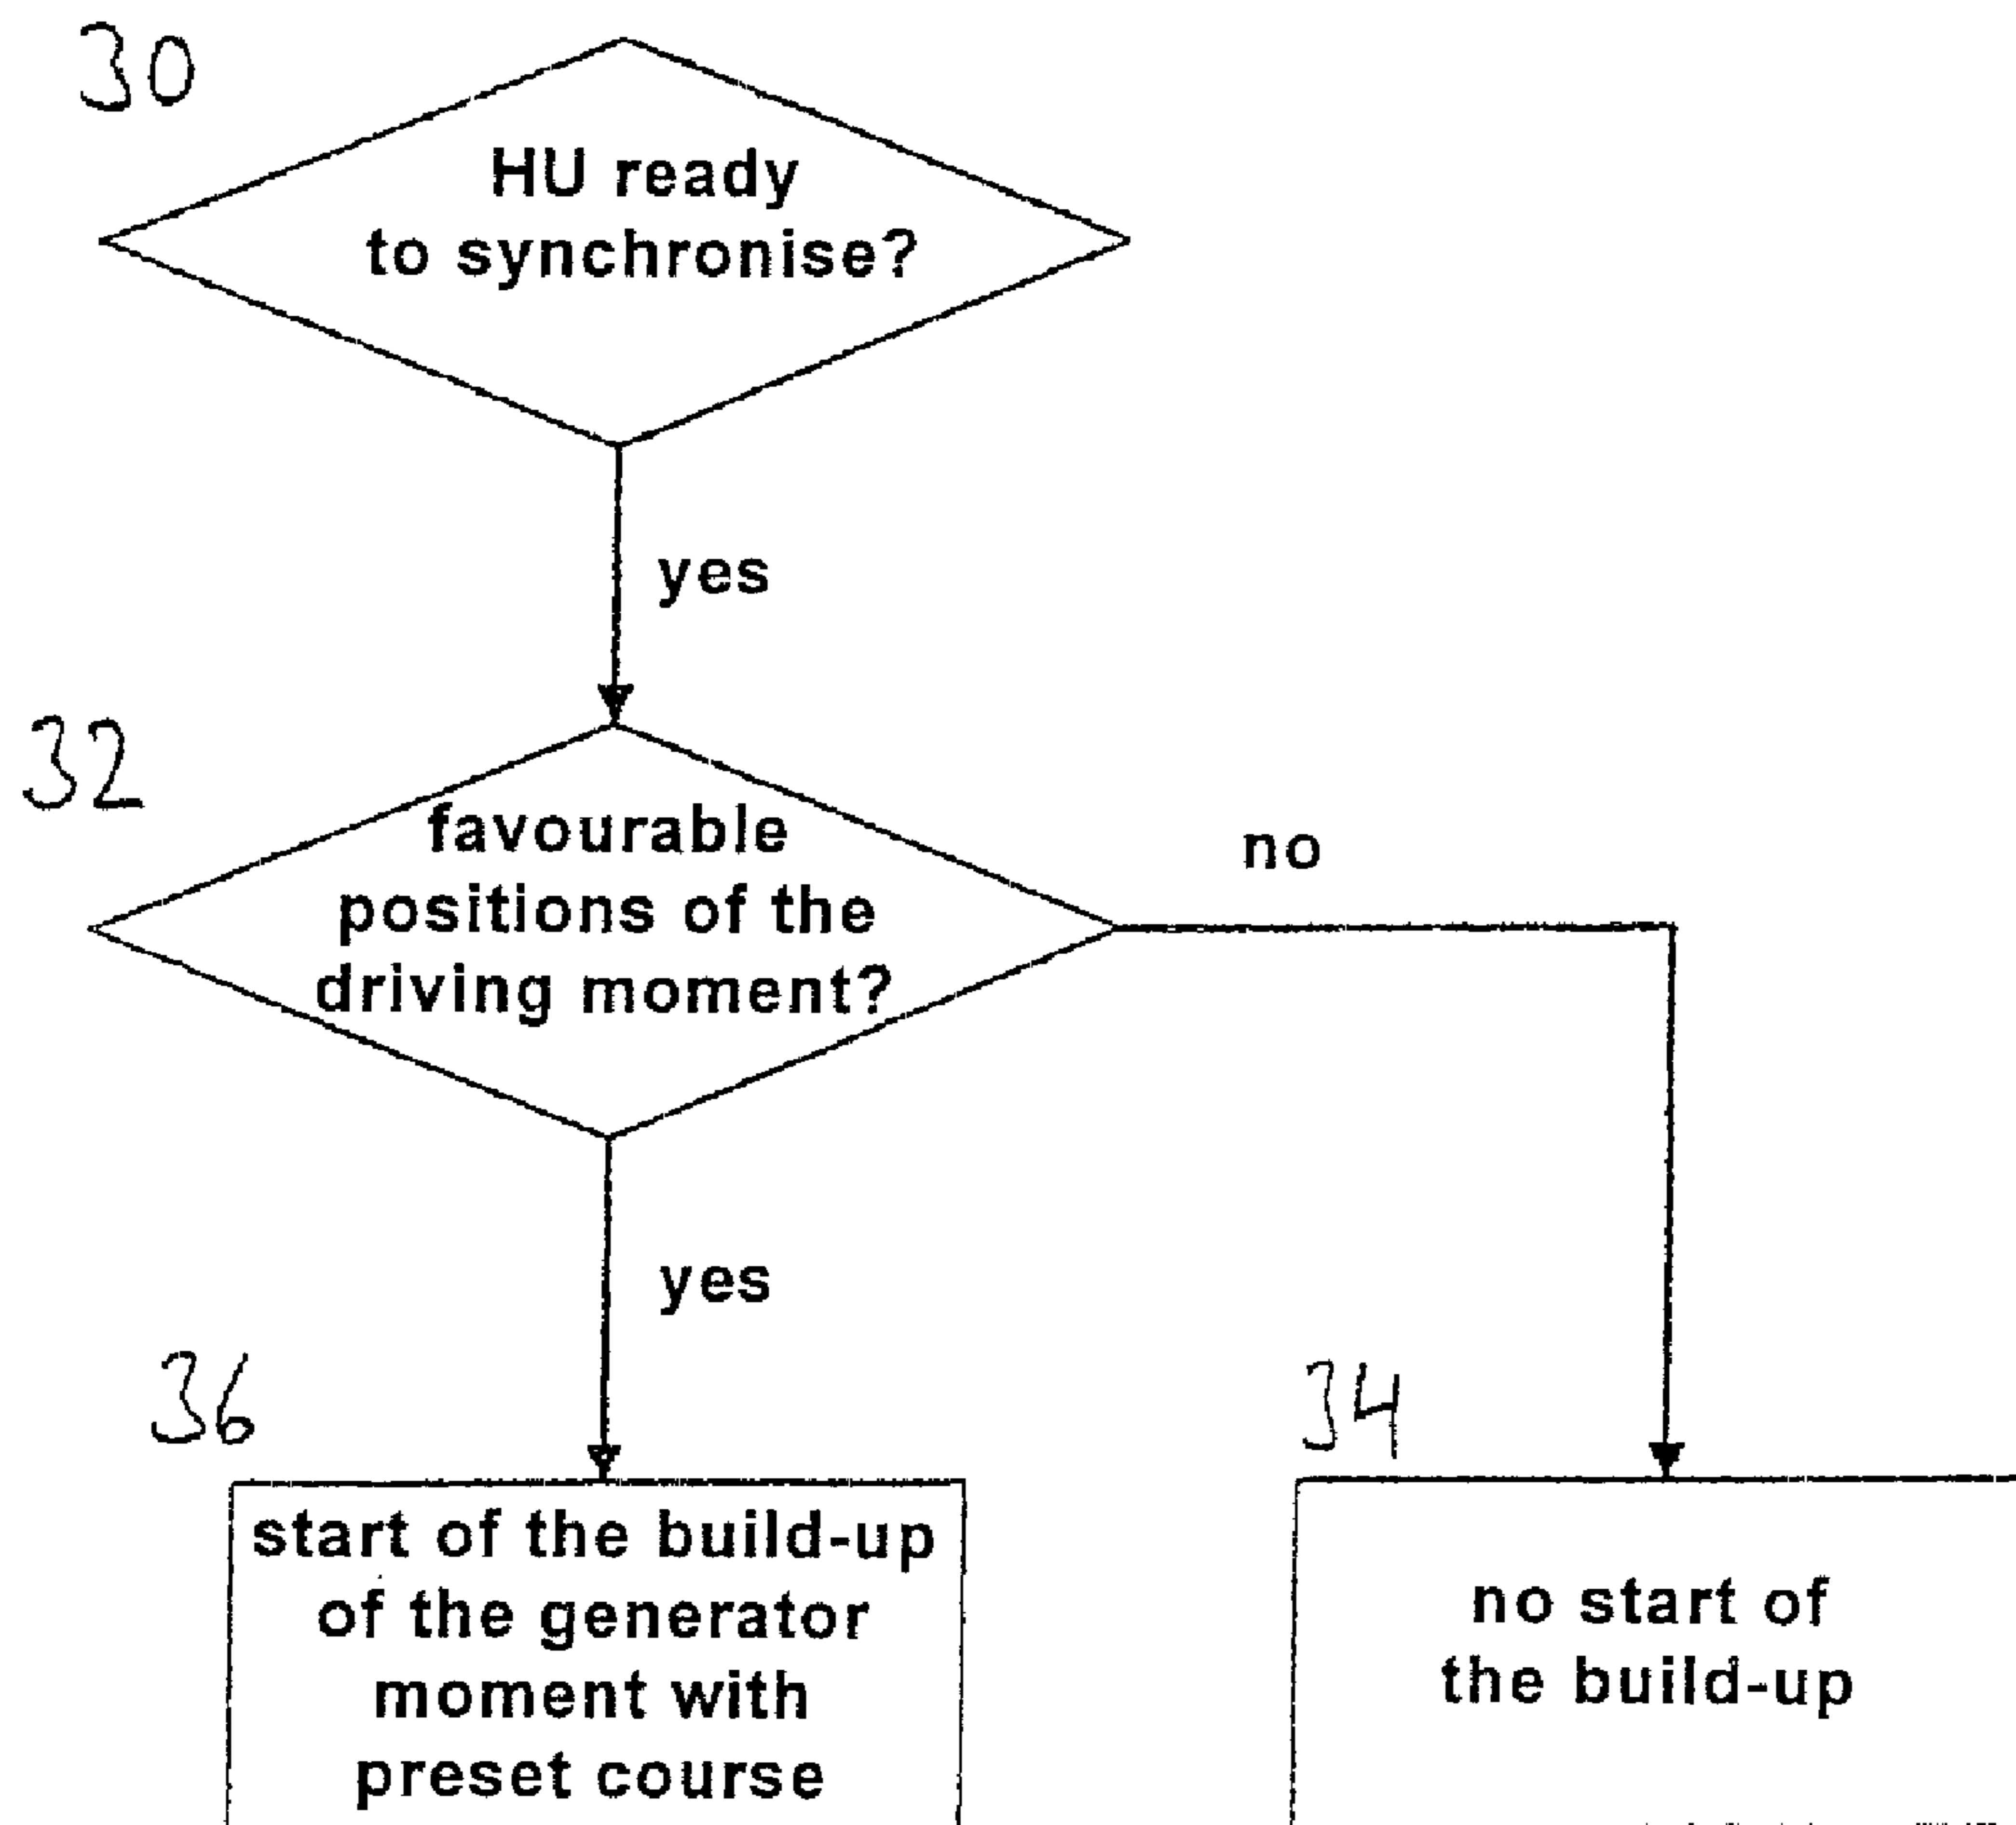 30
HU ready
to synchronise?
yes
32
favourable
positions of the
driving moment?
no
yes
36
start of the build-up
of the generator
moment with
preset course
34
no start of
the build-up